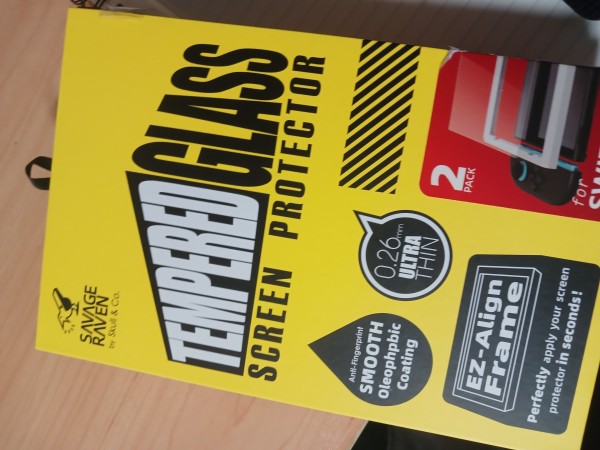 SAVAGE
RAVEN
by Skull & Co.
TEMPERED GLASS
SCREEN PROTECTOR
Anti-Fingerprint
SMOOTH
Oleophpbic
Coating
0.26mm
ULTRA
THIN
EZ-Align
Frame
Perfectly apply your screen
protector in seconds!
2
PACK
for